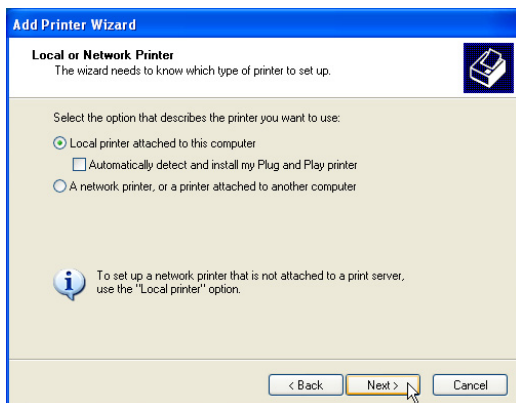 Add Printer Wizard
Local or Network Printer
The wizard needs to know which type of printer to set up.
Select the option that describes the printer you want to use:
Local printer attached to this computer
Automatically detect and install my Plug and Play printer
A network printer, or a printer attached to another computer
To set up a network printer that is not attached to a print server,
use the "Local printer" option.
< Back Next > Cancel